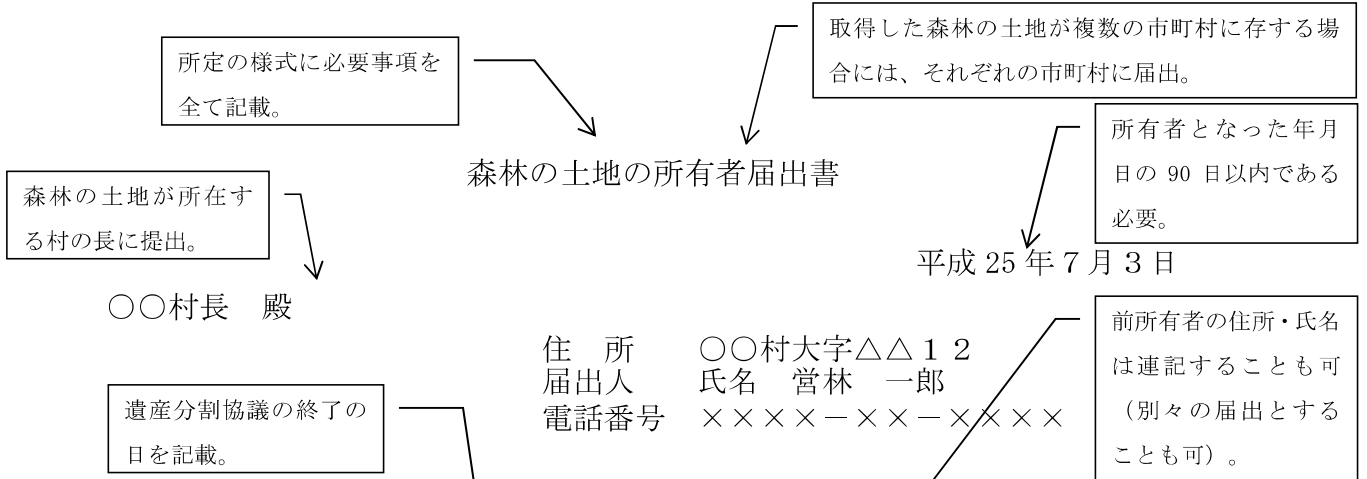 取得した森林の土地が複数の市町村に存する場
合には、それぞれの市町村に届出。
所定の様式に必要事項を
全て記載。
所有者となった年月
日の 90 日以内である
必要。
森林の土地の所有者届出書
森林の土地が所在す
る村の長に提出。
平成 25 年７月３日
○○村長　殿
前所有者の住所・氏名
は連記することも可
（別々の届出とする
ことも可）。
住　所　　○○村大字△△１２
届出人　　氏名　営林　一郎
電話番号　××××－××－××××
遺産分割協議の終了の
日を記載。